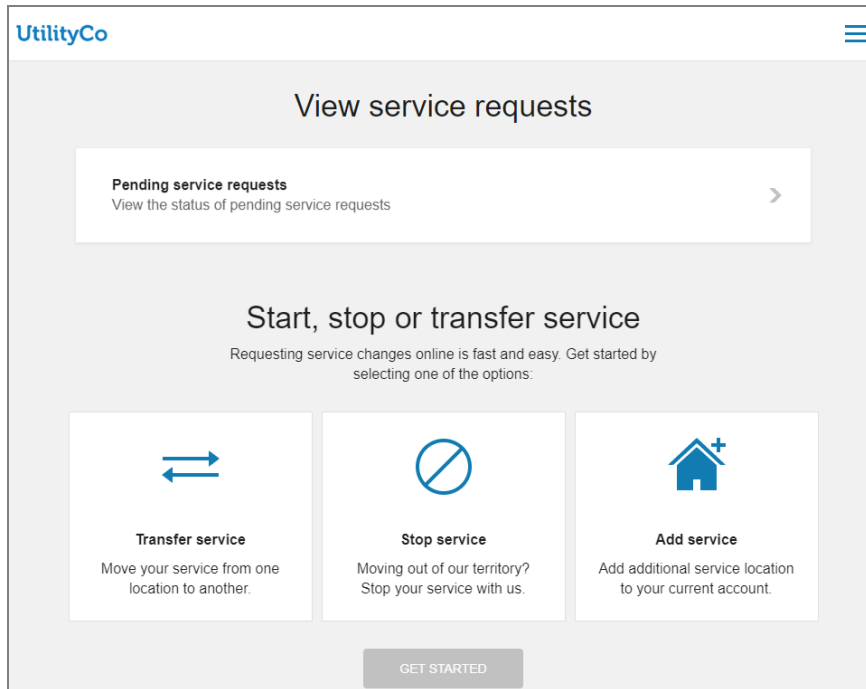 UtilityCo
View service requests
Pending service requests
View the status of pending service requests
Start, stop or transfer service
Requesting service changes online is fast and easy. Get started by
selecting one of the options:
Transfer service
Move your service from one
location to another.
Stop service
Moving out of our territory?
Stop your service with us.
Add service
Add additional service location
to your current account.
GET STARTED